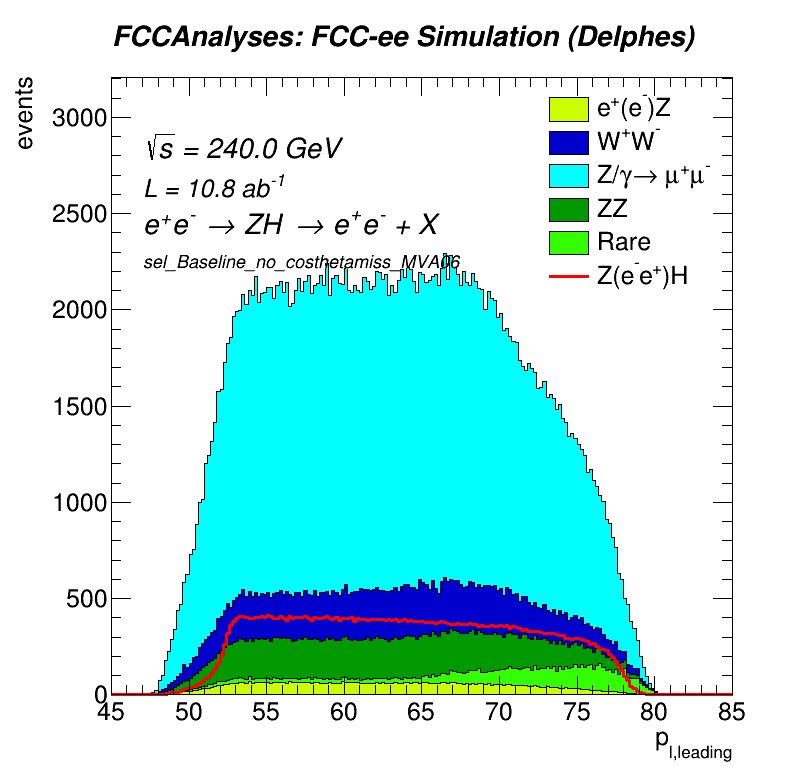 FCCAnalyses: FCC-ee Simulation (Delphes)
events
3000
2500
2000
1500
1000
500
0
√s = 240.0 GeV
L = 10.8 ab⁻¹
e⁺e⁻ → ZH → e⁺e⁻ + X
sel_Baseline_no_costhetamiss_MVA06
e⁺(e⁻)Z
W⁺W⁻
Z/γ→ μ⁺μ⁻
ZZ
Rare
Z(e⁻e⁺)H
45 50 55 60 65 70 75 80 85
p_l,leading